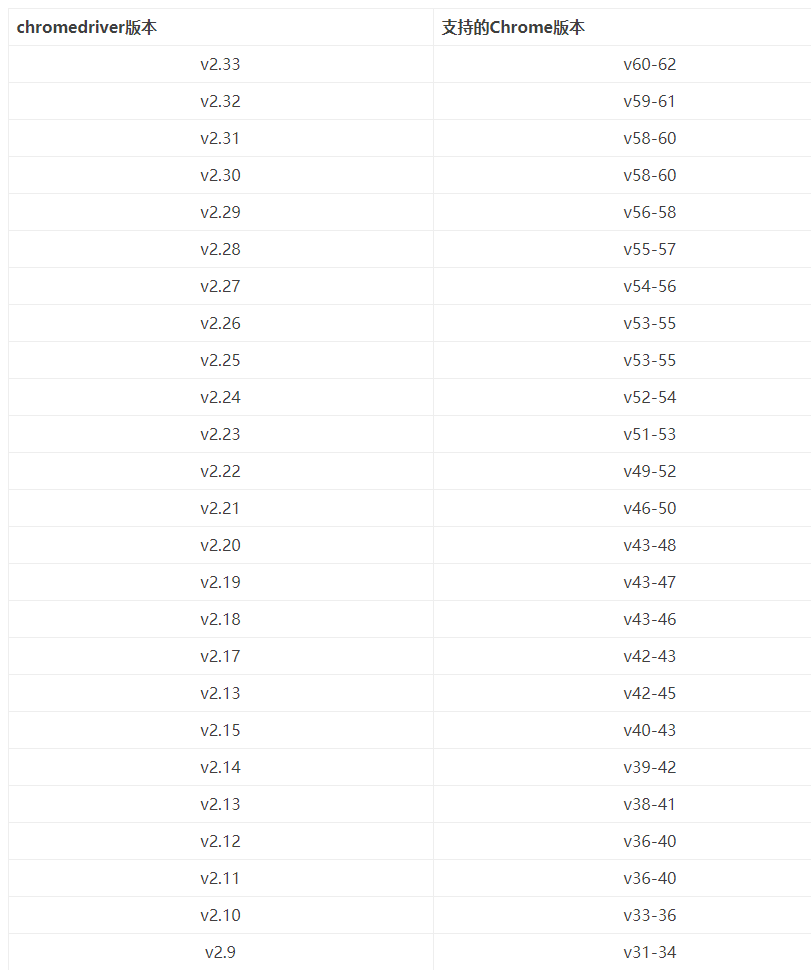 chromedriver版本 支持的Chrome版本
v2.33 v60-62
v2.32 v59-61
v2.31 v58-60
v2.30 v58-60
v2.29 v56-58
v2.28 v55-57
v2.27 v54-56
v2.26 v53-55
v2.25 v53-55
v2.24 v52-54
v2.23 v51-53
v2.22 v49-52
v2.21 v46-50
v2.20 v43-48
v2.19 v43-47
v2.18 v43-46
v2.17 v42-43
v2.13 v42-45
v2.15 v40-43
v2.14 v39-42
v2.13 v38-41
v2.12 v36-40
v2.11 v36-40
v2.10 v33-36
v2.9 v31-34